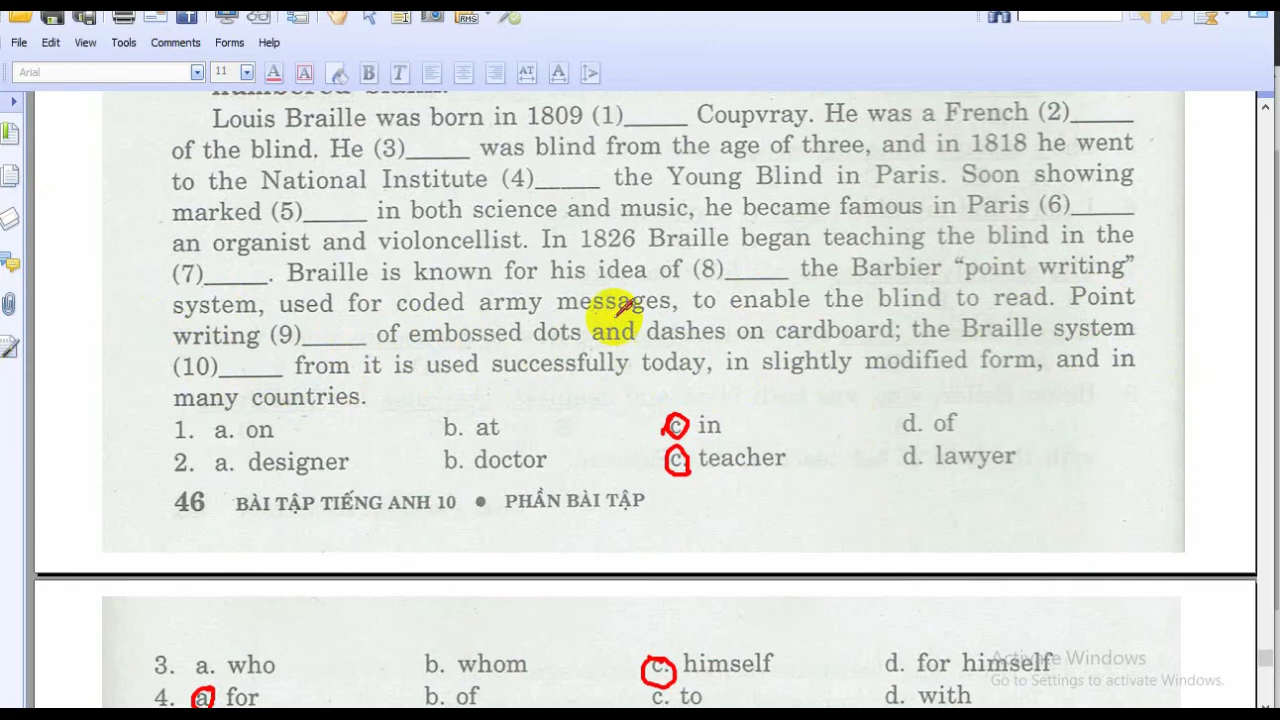 RMS
File Edit View Tools Comments Forms Help
Arial 11
numbered blank.
Louis Braille was born in 1809 (1)_____ Coupvray. He was a French (2)_____
of the blind. He (3)_____ was blind from the age of three, and in 1818 he went
to the National Institute (4)_____ the Young Blind in Paris. Soon showing
marked (5)_____ in both science and music, he became famous in Paris (6)_____
an organist and violoncellist. In 1826 Braille began teaching the blind in the
(7)_____. Braille is known for his idea of (8)_____ the Barbier “point writing”
system, used for coded army messages, to enable the blind to read. Point
writing (9)_____ of embossed dots and dashes on cardboard; the Braille system
(10)_____ from it is used successfully today, in slightly modified form, and in
many countries.
1. a. on b. at c. in d. of
2. a. designer b. doctor c. teacher d. lawyer
46 BÀI TẬP TIẾNG ANH 10 ● PHẦN BÀI TẬP
3. a. who b. whom c. himself d. for himself
4. a. for b. of c. to d. with
Activate Windows
Go to Settings to activate Windows.